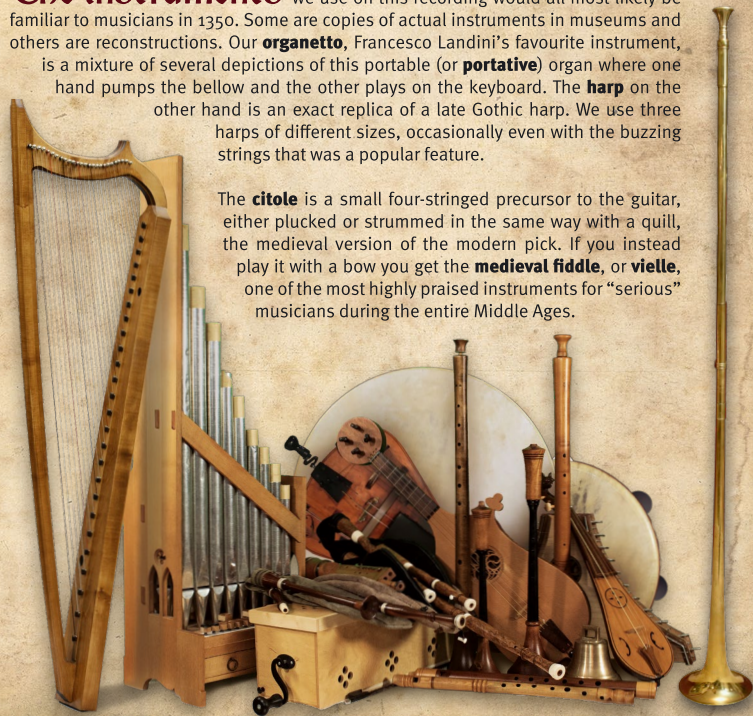 The instruments we use on this recording would all most likely be
familiar to musicians in 1350. Some are copies of actual instruments in museums and
others are reconstructions. Our organetto, Francesco Landini's favourite instrument,
is a mixture of several depictions of this portable (or portative) organ where one
hand pumps the bellow and the other plays on the keyboard. The harp on the
other hand is an exact replica of a late Gothic harp. We use three
harps of different sizes, occasionally even with the buzzing
strings that was a popular feature.
The citole is a small four-stringed precursor to the guitar,
either plucked or strummed in the same way with a quill,
the medieval version of the modern pick. If you instead
play it with a bow you get the medieval fiddle, or vielle,
one of the most highly praised instruments for “serious”
musicians during the entire Middle Ages.